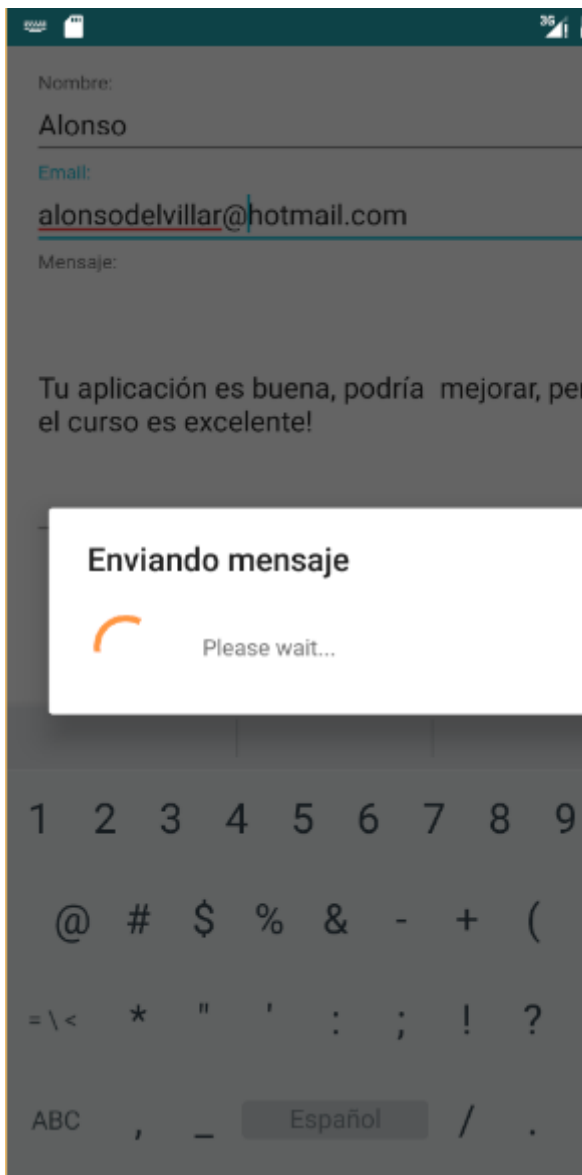 3G
Nombre:
Alonso
Email:
alonsodelvillar@hotmail.com
Mensaje:
Tu aplicación es buena, podría  mejorar, per
el curso es excelente!
Enviando mensaje
Please wait...
1 2 3 4 5 6 7 8 9
@ # $ % & - + (
= \ < * " ' : ; ! ?
ABC , _ Español / .